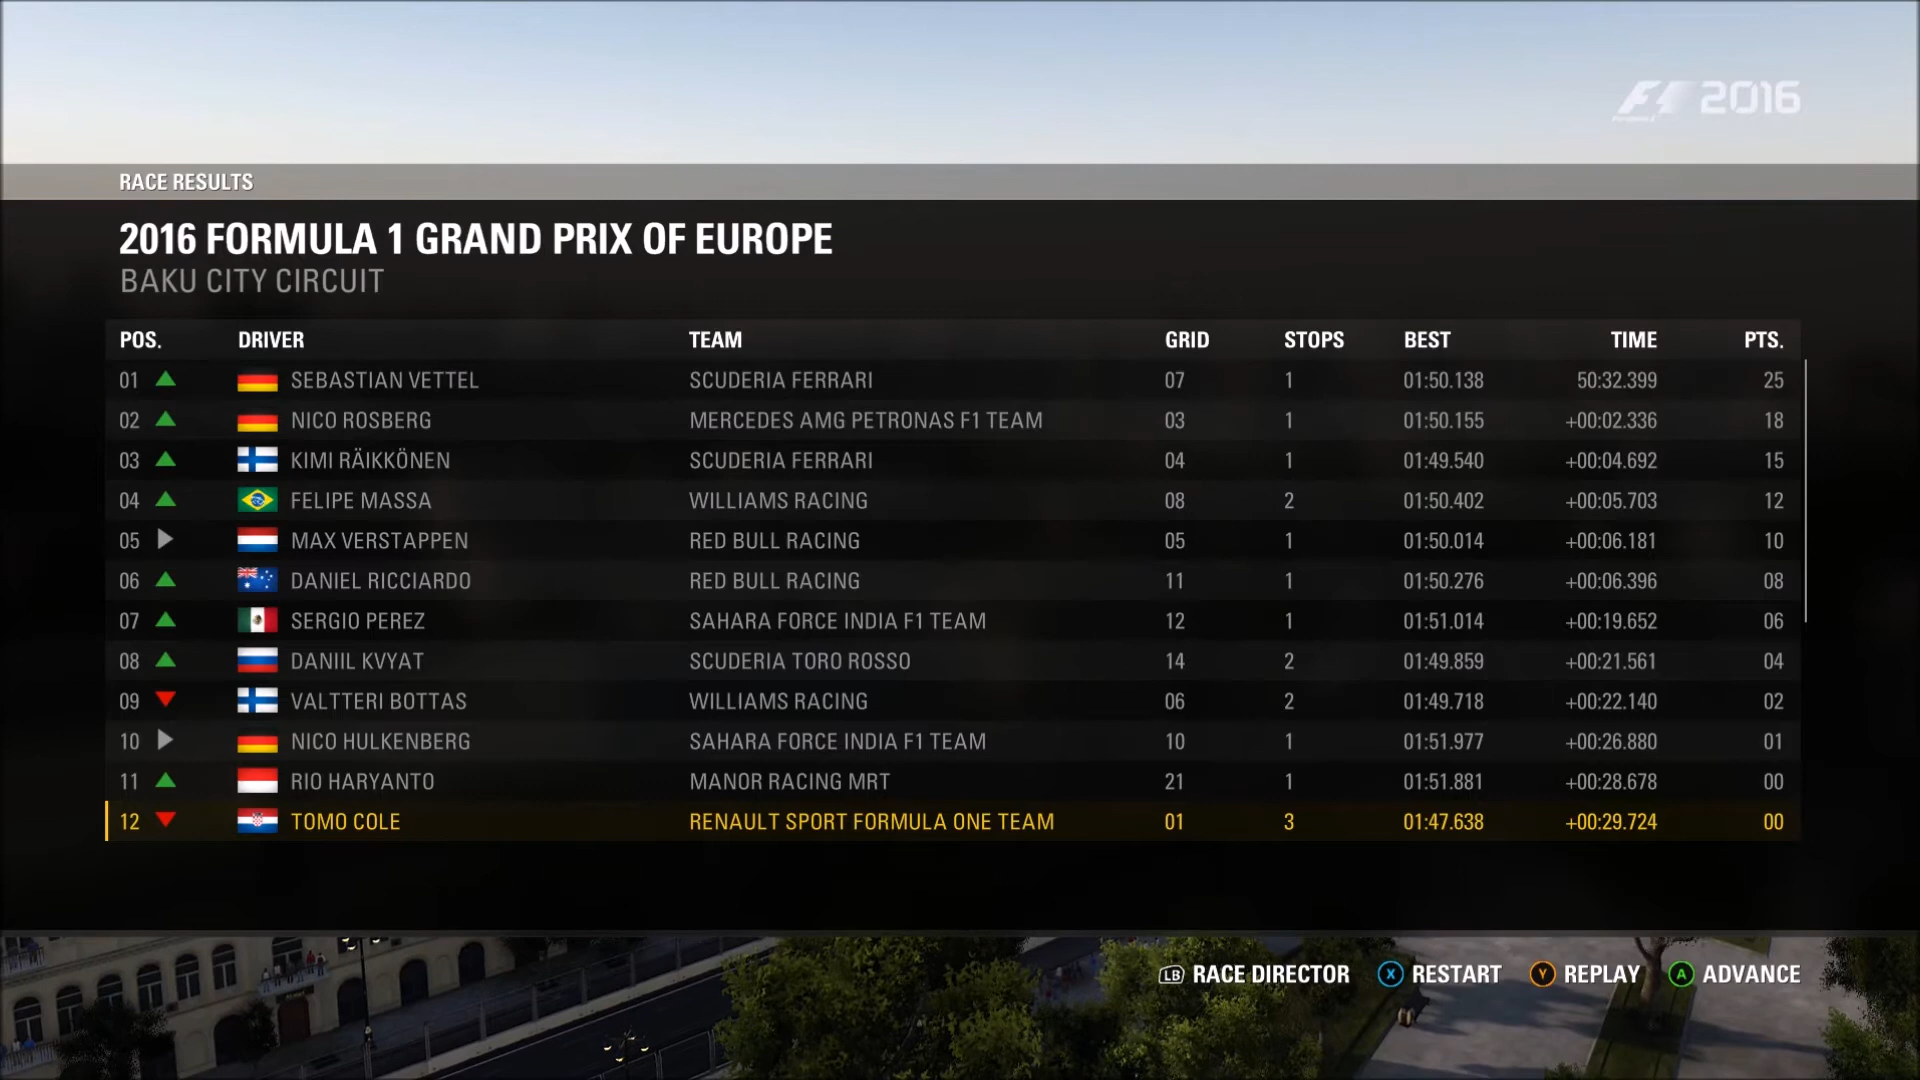 F1 2016
RACE RESULTS
2016 FORMULA 1 GRAND PRIX OF EUROPE
BAKU CITY CIRCUIT
POS. DRIVER TEAM GRID STOPS BEST TIME PTS.
01 SEBASTIAN VETTEL SCUDERIA FERRARI 07 1 01:50.138 50:32.399 25
02 NICO ROSBERG MERCEDES AMG PETRONAS F1 TEAM 03 1 01:50.155 +00:02.336 18
03 KIMI RÄIKKÖNEN SCUDERIA FERRARI 04 1 01:49.540 +00:04.692 15
04 FELIPE MASSA WILLIAMS RACING 08 2 01:50.402 +00:05.703 12
05 MAX VERSTAPPEN RED BULL RACING 05 1 01:50.014 +00:06.181 10
06 DANIEL RICCIARDO RED BULL RACING 11 1 01:50.276 +00:06.396 08
07 SERGIO PEREZ SAHARA FORCE INDIA F1 TEAM 12 1 01:51.014 +00:19.652 06
08 DANIIL KVYAT SCUDERIA TORO ROSSO 14 2 01:49.859 +00:21.561 04
09 VALTTERI BOTTAS WILLIAMS RACING 06 2 01:49.718 +00:22.140 02
10 NICO HULKENBERG SAHARA FORCE INDIA F1 TEAM 10 1 01:51.977 +00:26.880 01
11 RIO HARYANTO MANOR RACING MRT 21 1 01:51.881 +00:28.678 00
12 TOMO COLE RENAULT SPORT FORMULA ONE TEAM 01 3 01:47.638 +00:29.724 00
LB RACE DIRECTOR X RESTART Y REPLAY A ADVANCE